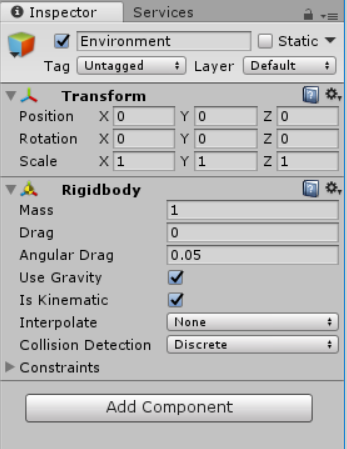 Inspector Services
Environment Static
Tag Untagged Layer Default
Transform
Position X 0 Y 0 Z 0
Rotation X 0 Y 0 Z 0
Scale X 1 Y 1 Z 1
Rigidbody
Mass 1
Drag 0
Angular Drag 0.05
Use Gravity
Is Kinematic
Interpolate None
Collision Detection Discrete
Constraints
Add Component